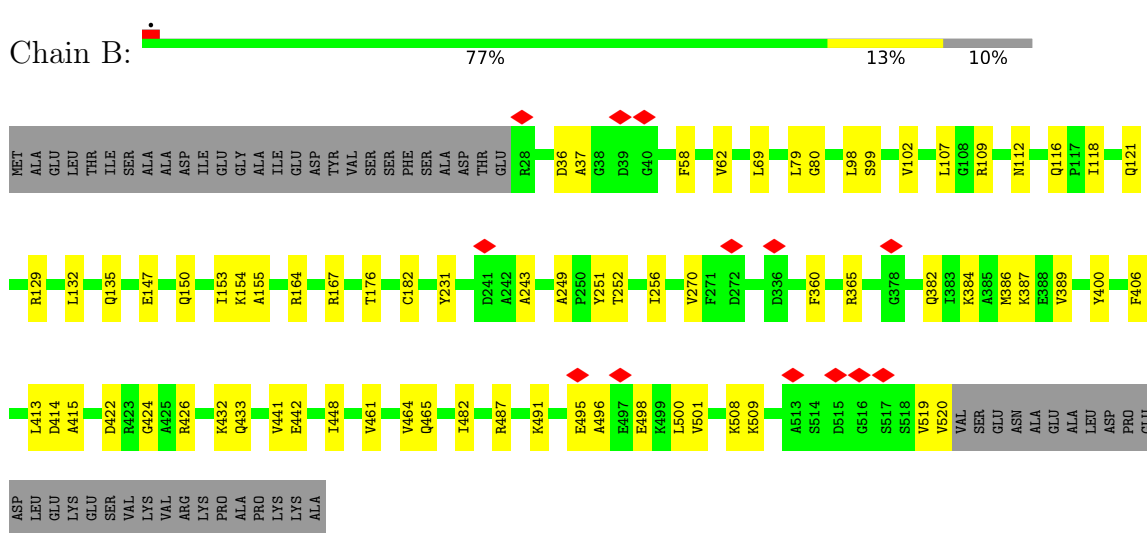 Chain B:
77% 13% 10%
MET ALA GLU LEU THR ILE SER ALA ALA ASP ILE GLU GLY ALA ILE GLU ASP TYR VAL SER SER PHE SER ALA ASP THR GLU R28 D36 A37 G38 D39 G40 F58 V62 L69 L79 G80 L98 S99 V102 L107 G108 R109 N112 Q116 P117 I118 Q121
R129 L132 Q135 E147 Q150 I153 K154 A155 R164 R167 T176 C182 Y231 D241 A242 A243 A249 P250 Y251 T252 I256 V270 F271 D272 D336 F360 R365 G378 Q382 I383 K384 A385 M386 K387 E388 V389 Y400 F406
L413 D414 A415 D422 R423 G424 A425 R426 K432 Q433 V441 E442 I448 V461 V464 Q465 I482 R487 K491 E495 A496 E497 E498 K499 L500 V501 K508 K509 A513 S514 D515 G516 S517 S518 V519 V520 VAL SER GLU ASN ALA GLU ALA LEU ASP PRO GLU
ASP LEU GLU LYS GLU SER VAL LYS VAL ARG LYS PRO ALA PRO LYS LYS ALA